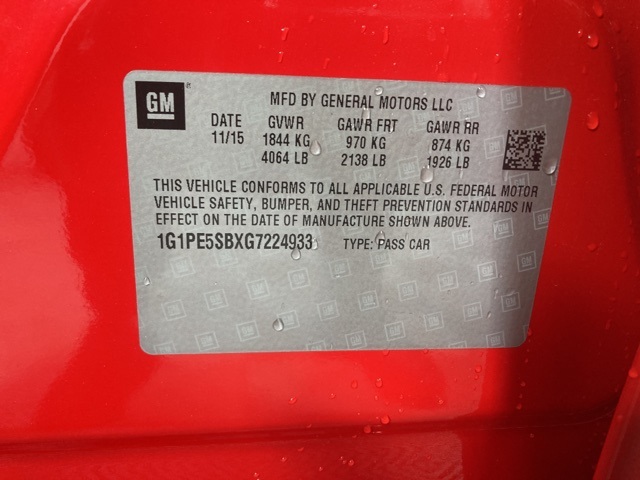 GM MFD BY GENERAL MOTORS LLC
DATE GVWR GAWR FRT GAWR RR
11/15 1844 KG 970 KG 874 KG
4064 LB 2138 LB 1926 LB
THIS VEHICLE CONFORMS TO ALL APPLICABLE U.S. FEDERAL MOTOR
VEHICLE SAFETY, BUMPER, AND THEFT PREVENTION STANDARDS IN
EFFECT ON THE DATE OF MANUFACTURE SHOWN ABOVE.
1G1PE5SBXG7224933 TYPE: PASS CAR